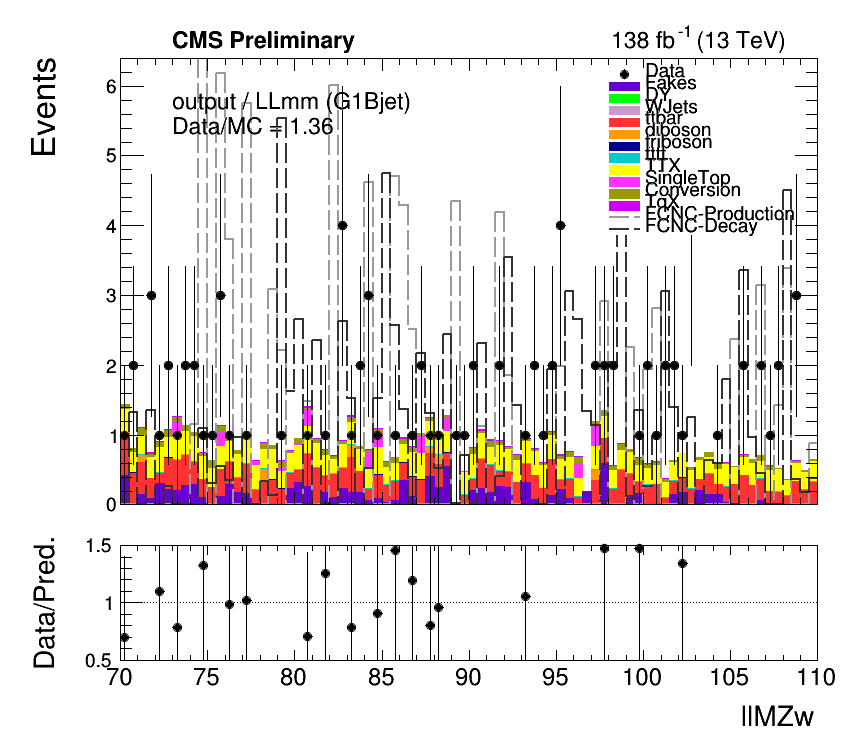 CMS Preliminary
138 fb-1 (13 TeV)
Events
output / LLmm (G1Bjet)
Data/MC = 1.36
Data
Fakes
DY
WJets
ttbar
diboson
triboson
tttt
TTX
SingleTop
Conversion
TqX
FCNC-Production
FCNC-Decay
6
5
4
3
2
1
0
Data/Pred.
1.5
1
0.5
70 75 80 85 90 95 100 105 110
llMZw